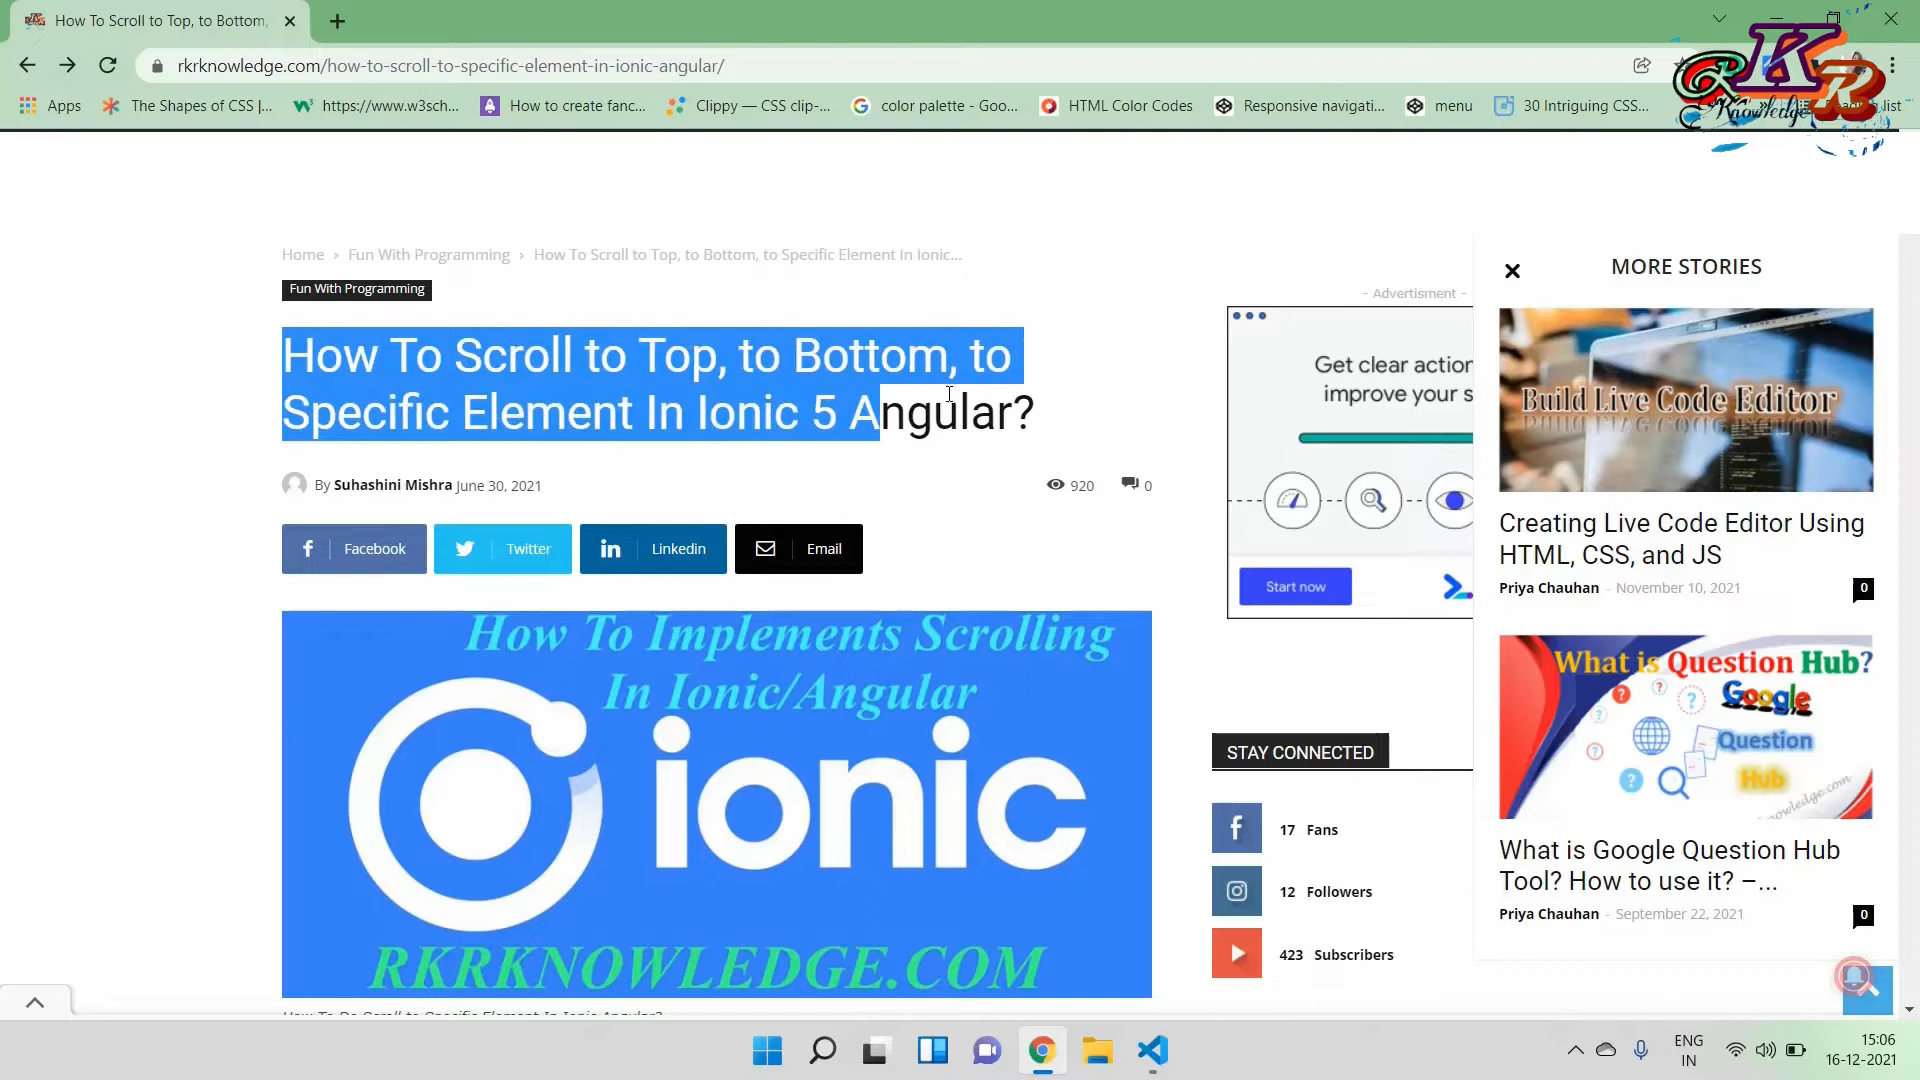 How To Scroll to Top, to Bottom,
rkrknowledge.com/how-to-scroll-to-specific-element-in-ionic-angular/
Apps The Shapes of CSS |... https://www.w3sch... How to create fanc... Clippy — CSS clip-... color palette - Goo... HTML Color Codes Responsive navigati... menu 30 Intriguing CSS...
KR
Knowledge
Home › Fun With Programming › How To Scroll to Top, to Bottom, to Specific Element In Ionic...
Fun With Programming
How To Scroll to Top, to Bottom, to
Specific Element In Ionic 5 Angular?
By Suhashini Mishra June 30, 2021
920 0
Facebook Twitter Linkedin Email
How To Implements Scrolling
In Ionic/Angular
ionic
RKRKNOWLEDGE.COM
- Advertisment -
Get clear action
improve your s
Start now
STAY CONNECTED
17 Fans
12 Followers
423 Subscribers
MORE STORIES
Build Live Code Editor
Creating Live Code Editor Using
HTML, CSS, and JS
Priya Chauhan - November 10, 2021 0
What is Question Hub?
Google
Question
Hub
What is Google Question Hub
Tool? How to use it? –...
Priya Chauhan - September 22, 2021 0
ENG
IN
15:06
16-12-2021